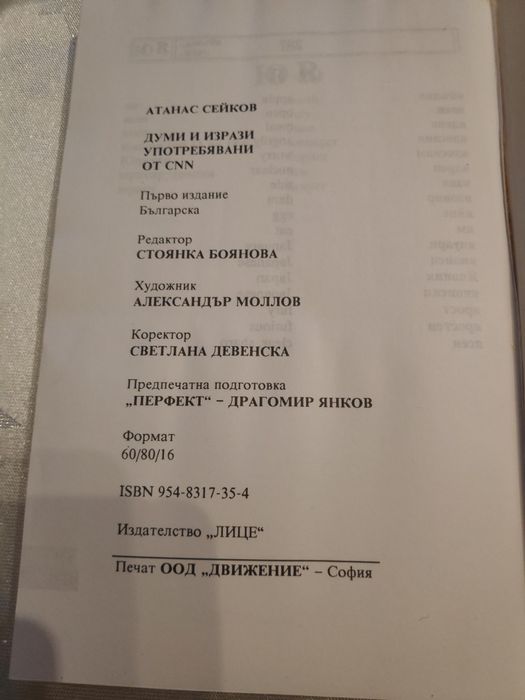 АТАНАС СЕЙКОВ
ДУМИ И ИЗРАЗИ
УПОТРЕБЯВАНИ
ОТ CNN
Първо издание
Българска
Редактор
СТОЯНКА БОЯНОВА
Художник
АЛЕКСАНДЪР МОЛЛОВ
Коректор
СВЕТЛАНА ДЕВЕНСКА
Предпечатна подготовка
„ПЕРФЕКТ“ – ДРАГОМИР ЯНКОВ
Формат
60/80/16
ISBN 954-8317-35-4
Издателство „ЛИЦЕ“
Печат ООД „ДВИЖЕНИЕ“ – София